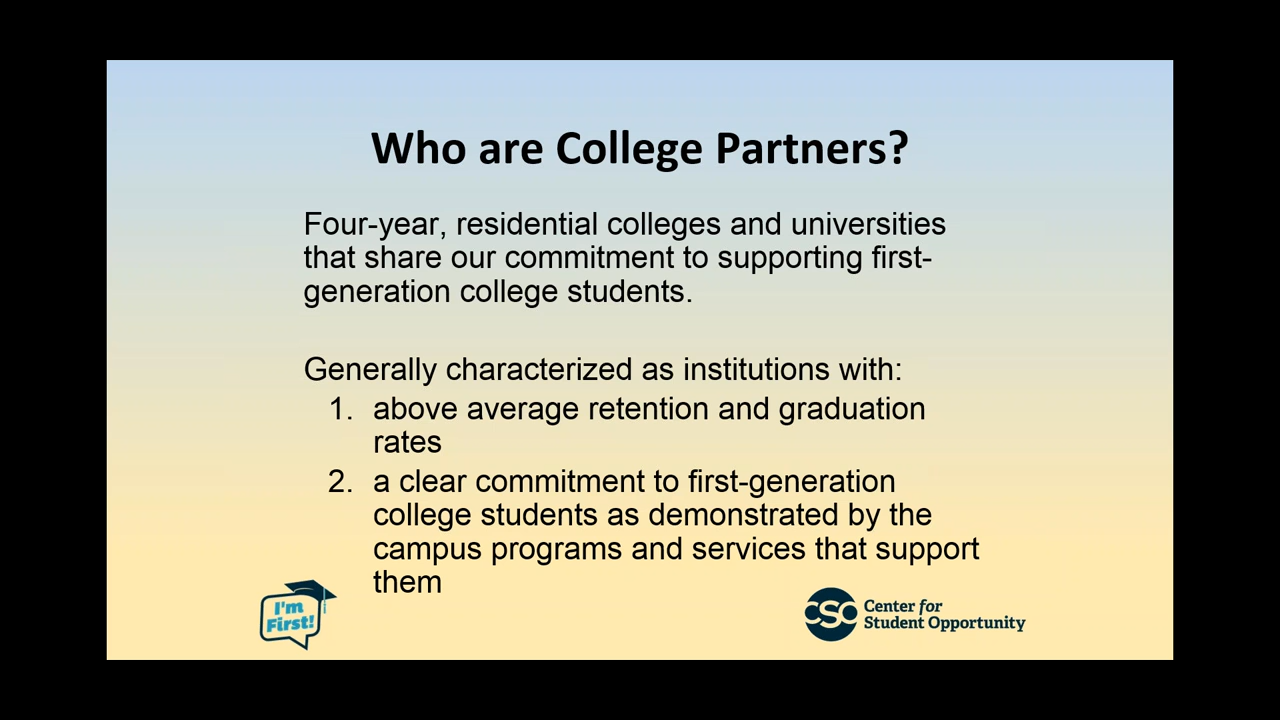 Who are College Partners?
Four-year, residential colleges and universities
that share our commitment to supporting first-
generation college students.
Generally characterized as institutions with:
1. above average retention and graduation
rates
2. a clear commitment to first-generation
college students as demonstrated by the
campus programs and services that support
them
I'm
First!
CSO
Center for
Student Opportunity